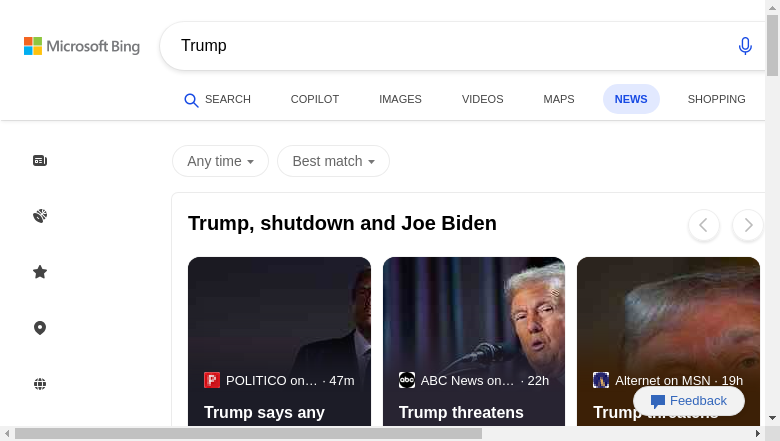 Microsoft Bing
Trump
SEARCH
COPILOT
IMAGES
VIDEOS
MAPS
NEWS
SHOPPING
Any time
Best match
Trump, shutdown and Joe Biden
POLITICO on… · 47m
Trump says any
abc
ABC News on… · 22h
Trump threatens
Alternet on MSN · 19h
Trump threatens
Feedback